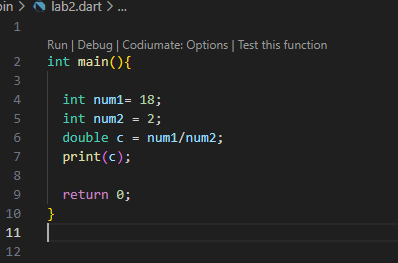 bin > lab2.dart > ...
1
Run | Debug | Codiumate: Options | Test this function
2 int main(){
3
4 int num1= 18;
5 int num2 = 2;
6 double c = num1/num2;
7 print(c);
8
9 return 0;
10 }
11
12